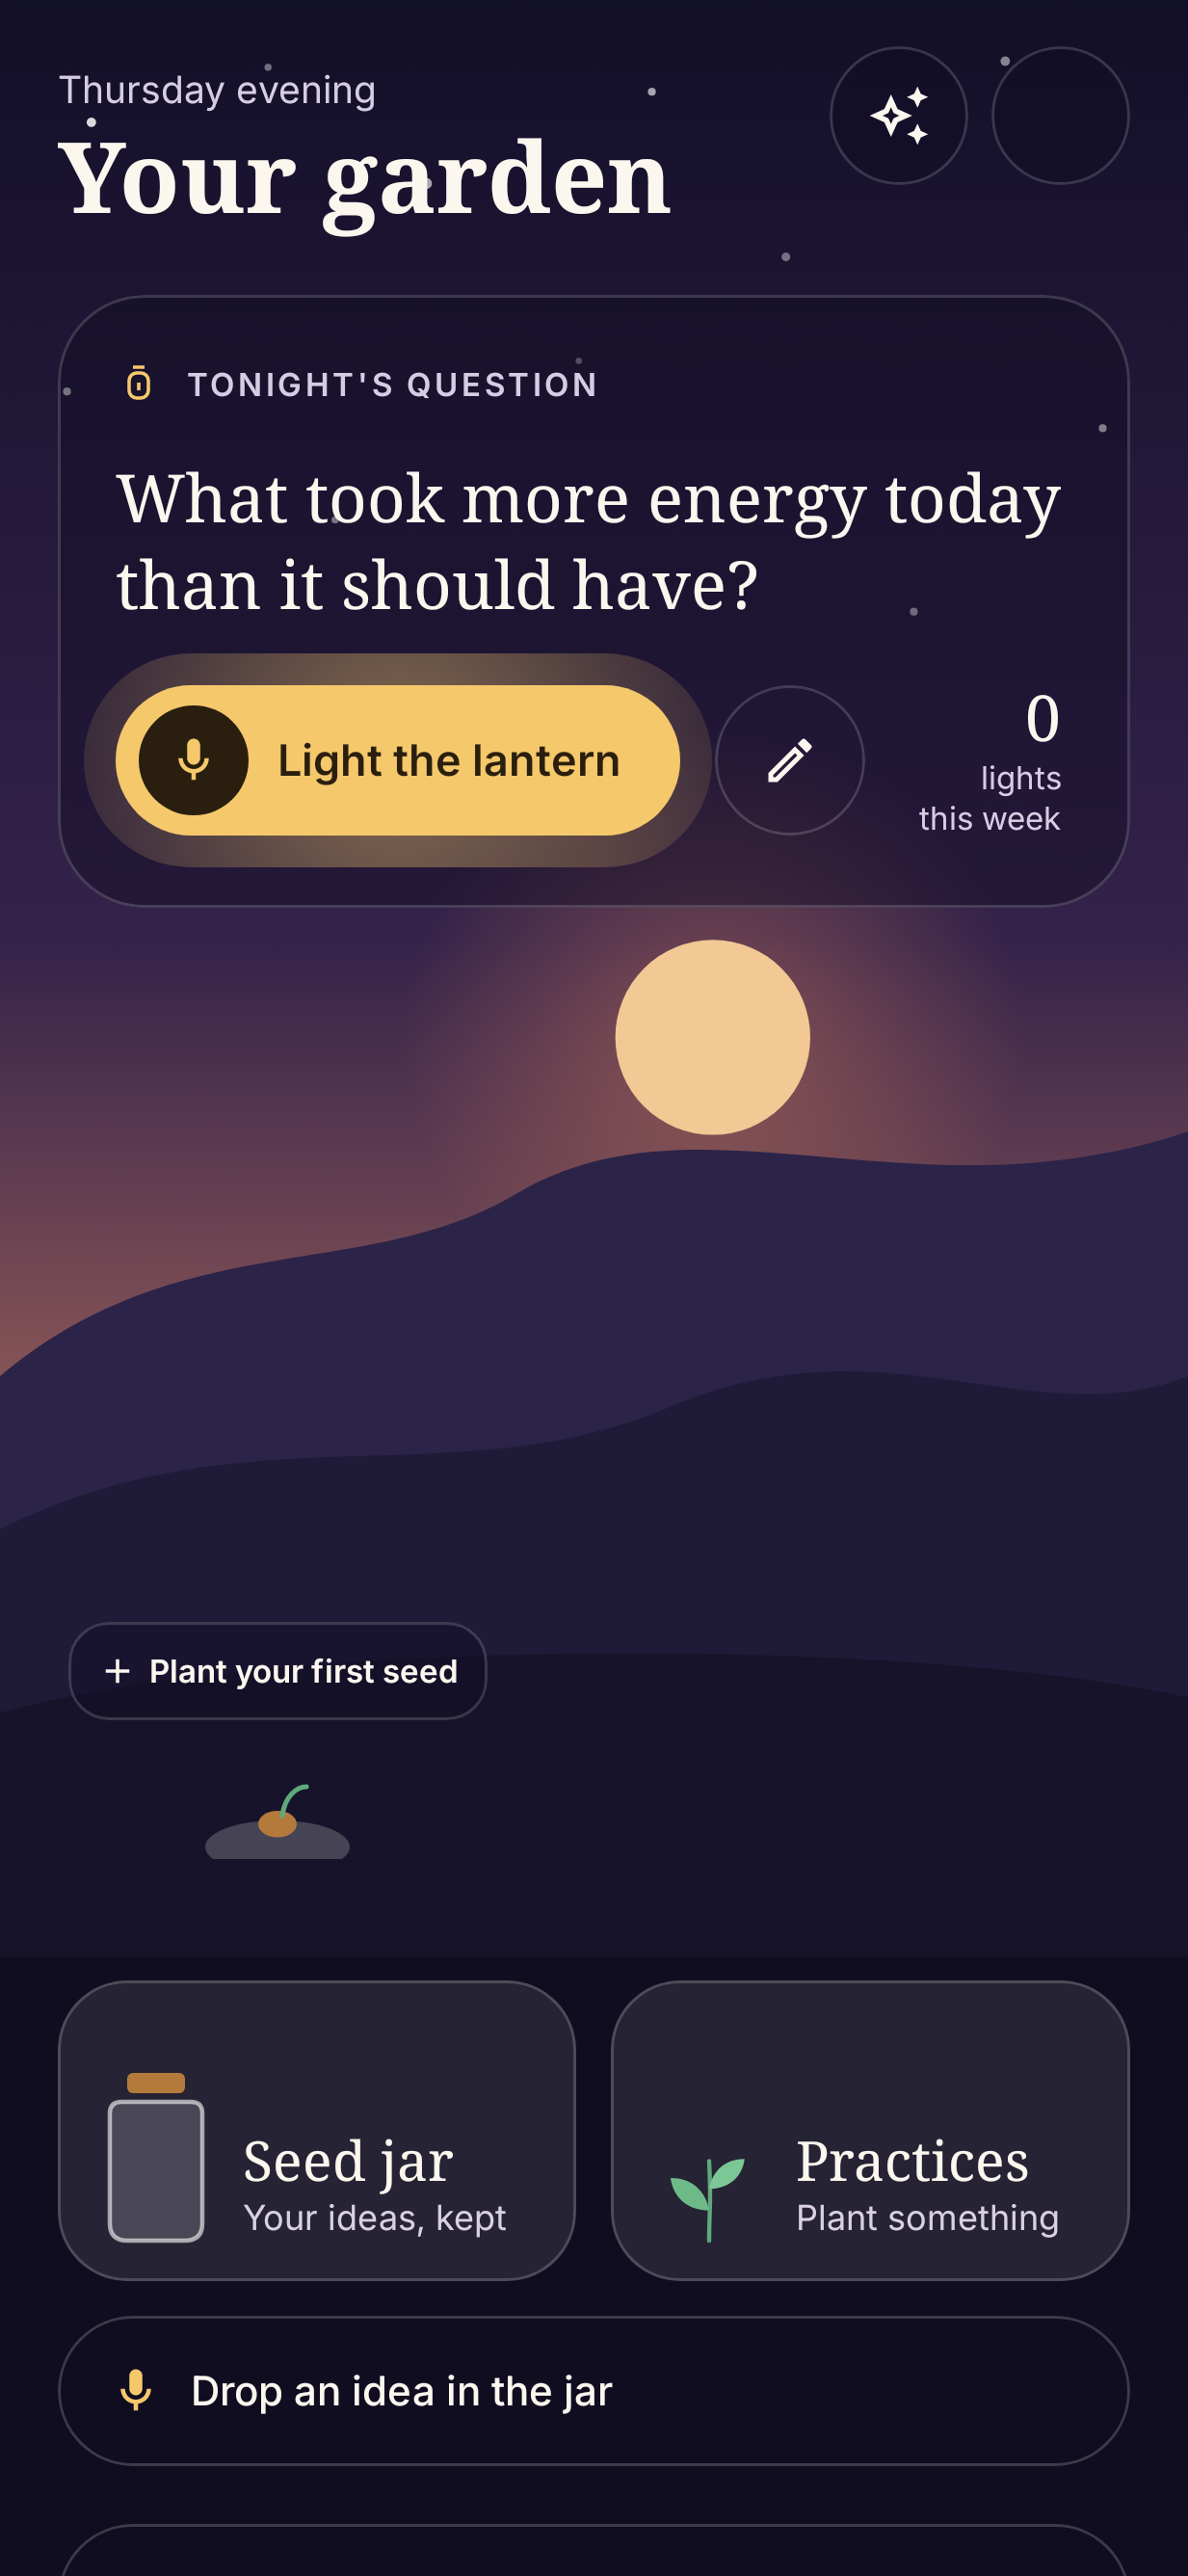 Thursday evening
Your garden
TONIGHT'S QUESTION
What took more energy today
than it should have?
Light the lantern
0
lights
this week
Plant your first seed
Seed jar
Your ideas, kept
Practices
Plant something
Drop an idea in the jar